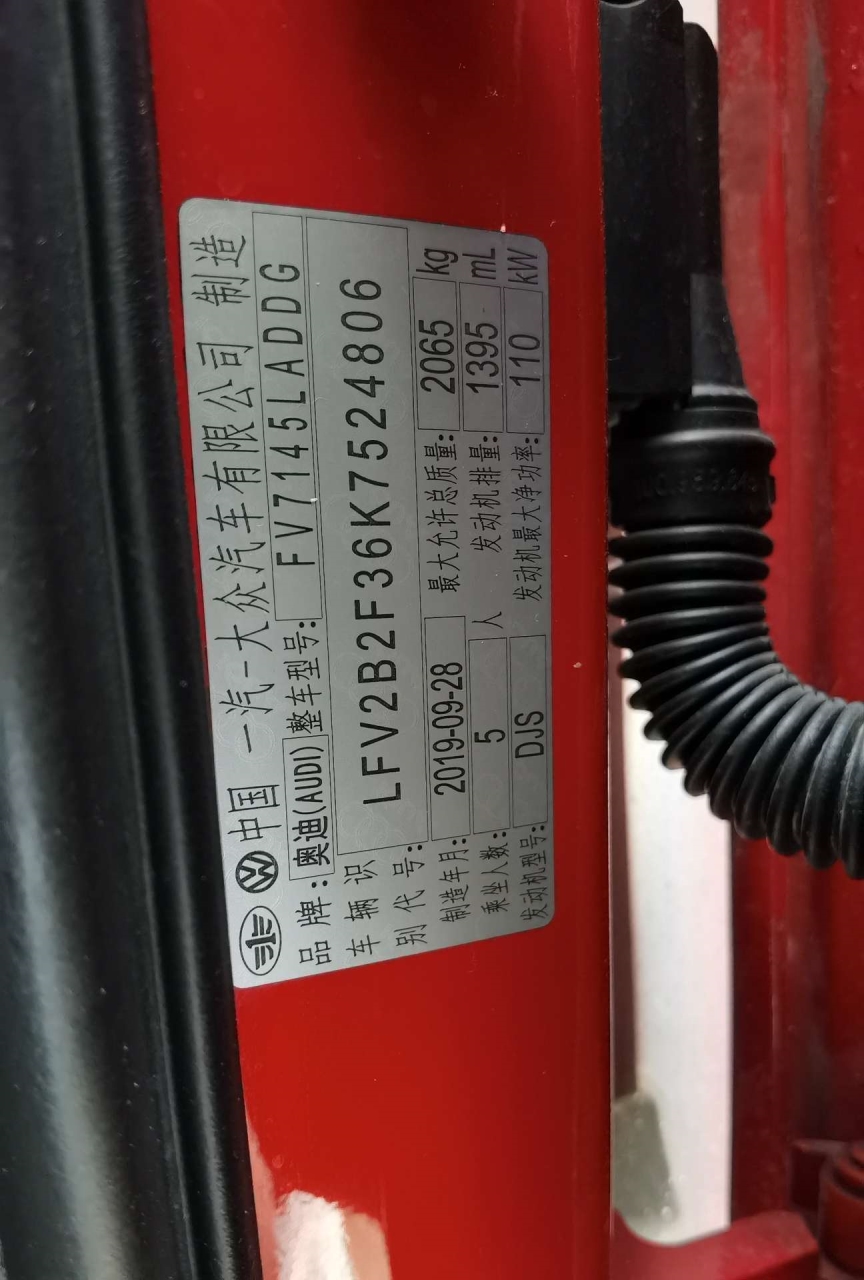 中国 一汽-大众汽车有限公司 制造
品牌: 奥迪(AUDI) 整车型号: FV7145LADDG
车辆识别代号: LFV2B2F36K7524806
制造年月: 2019-09-28 最大允许总质量: 2065 kg
乘坐人数: 5 人 发动机排量: 1395 mL
发动机型号: DJS 发动机最大净功率: 110 kW